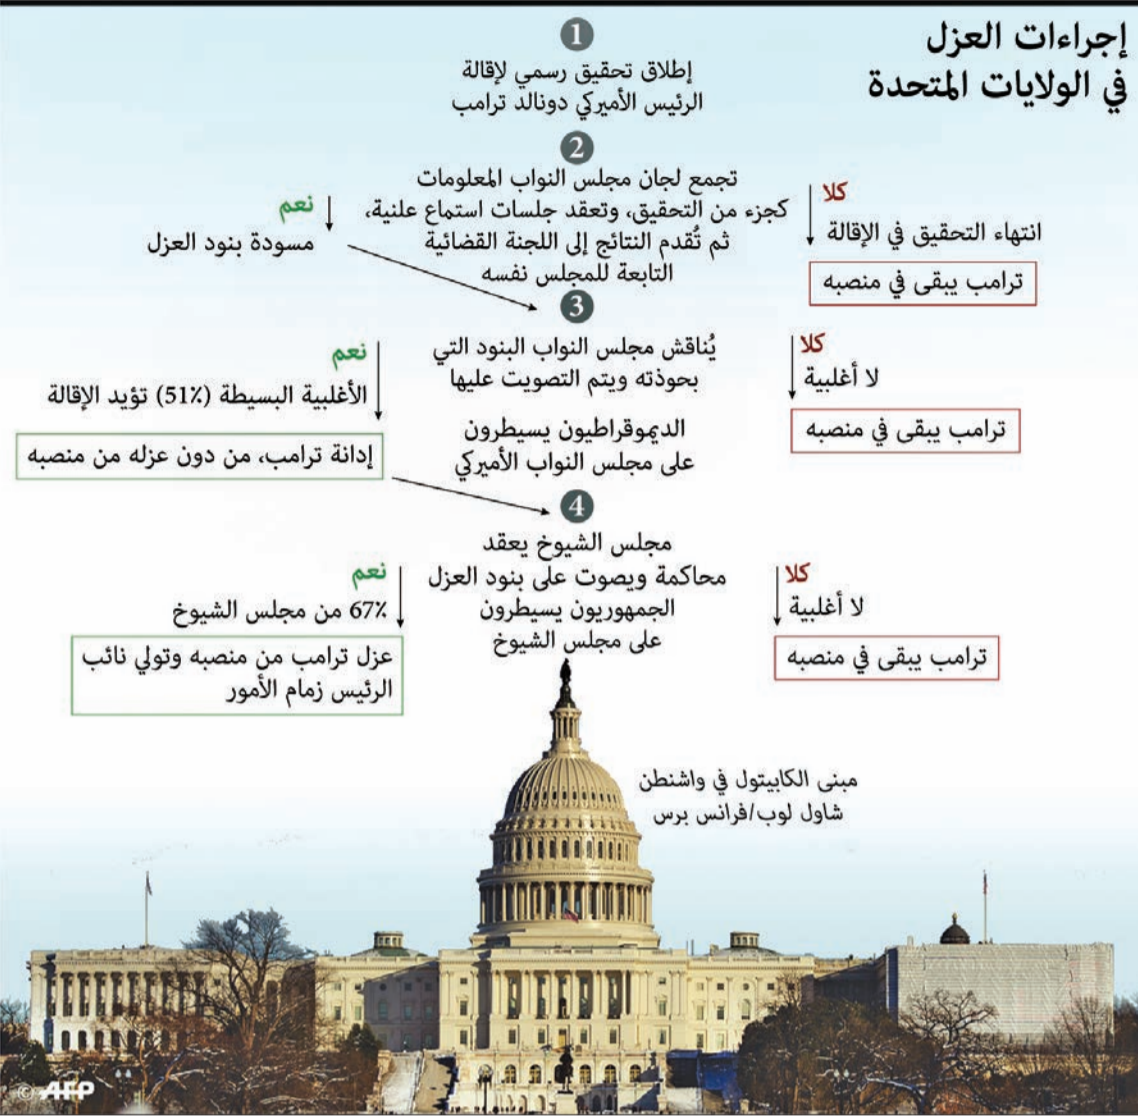 إجراءات العزل
في الولايات المتحدة
1
إطلاق تحقيق رسمي لإقالة
الرئيس الأميركي دونالد ترامب
2
تجمع لجان مجلس النواب المعلومات
كجزء من التحقيق، وتعقد جلسات استماع علنية،
ثم تُقدم النتائج إلى اللجنة القضائية
التابعة للمجلس نفسه
كلا
انتهاء التحقيق في الإقالة
ترامب يبقى في منصبه
نعم
مسودة بنود العزل
3
يُناقش مجلس النواب البنود التي
بحوذته ويتم التصويت عليها
الديموقراطيون يسيطرون
على مجلس النواب الأميركي
كلا
لا أغلبية
ترامب يبقى في منصبه
نعم
الأغلبية البسيطة (51٪) تؤيد الإقالة
إدانة ترامب، من دون عزله من منصبه
4
مجلس الشيوخ يعقد
محاكمة ويصوت على بنود العزل
الجمهوريون يسيطرون
على مجلس الشيوخ
كلا
لا أغلبية
ترامب يبقى في منصبه
نعم
67٪ من مجلس الشيوخ
عزل ترامب من منصبه وتولي نائب
الرئيس زمام الأمور
مبنى الكابيتول في واشنطن
شاول لوب/فرانس برس
© AFP